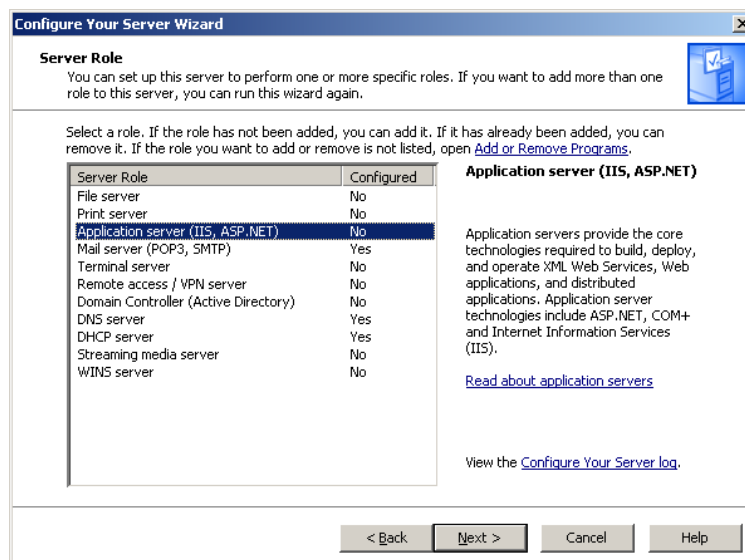 Configure Your Server Wizard
Server Role
You can set up this server to perform one or more specific roles. If you want to add more than one
role to this server, you can run this wizard again.
Select a role. If the role has not been added, you can add it. If it has already been added, you can
remove it. If the role you want to add or remove is not listed, open Add or Remove Programs.
Server Role Configured
File server No
Print server No
Application server (IIS, ASP.NET) No
Mail server (POP3, SMTP) Yes
Terminal server No
Remote access / VPN server No
Domain Controller (Active Directory) No
DNS server Yes
DHCP server Yes
Streaming media server No
WINS server No
Application server (IIS, ASP.NET)
Application servers provide the core
technologies required to build, deploy,
and operate XML Web Services, Web
applications, and distributed
applications. Application server
technologies include ASP.NET, COM+
and Internet Information Services
(IIS).
Read about application servers
View the Configure Your Server log.
< Back Next > Cancel Help